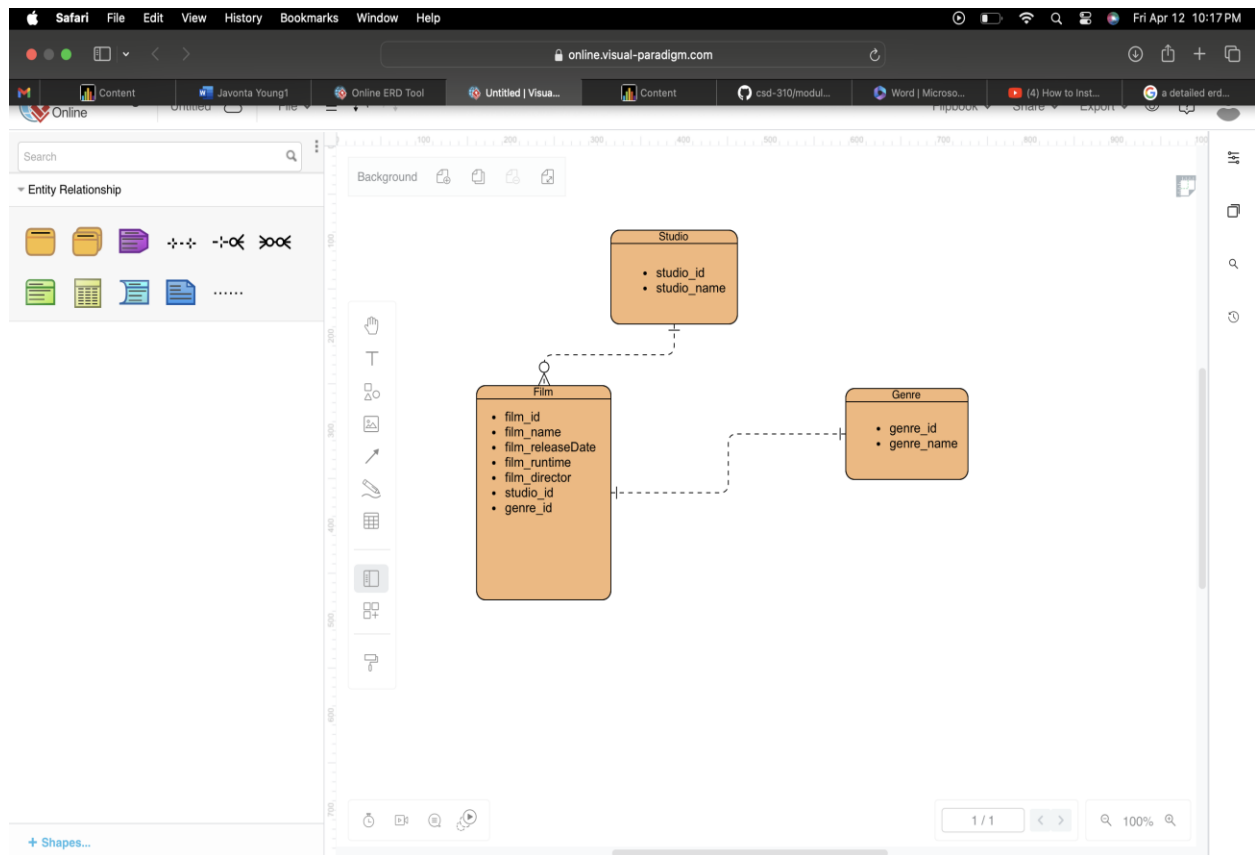 Safari File Edit View History Bookmarks Window Help Fri Apr 12 10:17 PM
online.visual-paradigm.com
Content Javonta Young1 Online ERD Tool Untitled | Visua... Content csd-310/modul... Word | Microso... (4) How to Inst... a detailed erd...
Online Untitled File Flipbook Share Export
Search
Entity Relationship
Background
Studio
• studio_id
• studio_name
Film
• film_id
• film_name
• film_releaseDate
• film_runtime
• film_director
• studio_id
• genre_id
Genre
• genre_id
• genre_name
1 / 1
100%
+ Shapes...